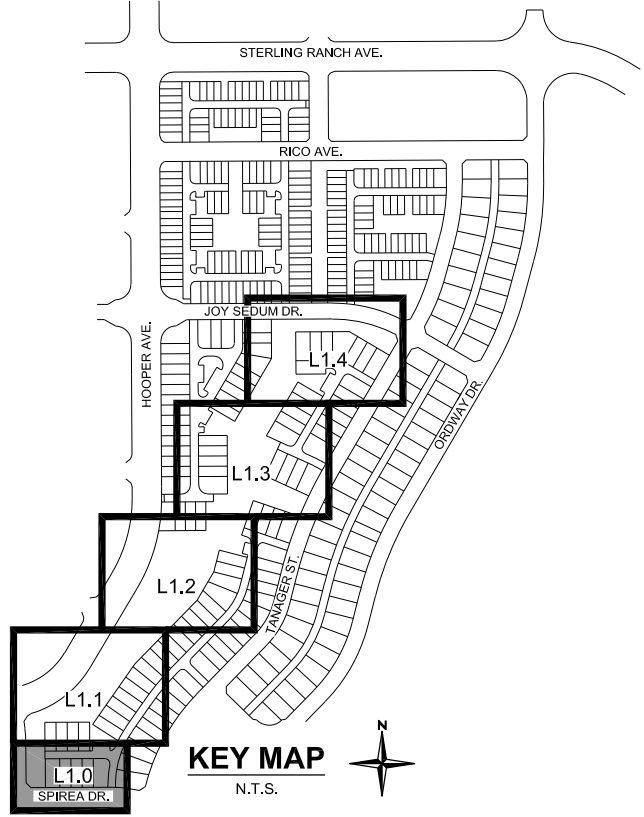 STERLING RANCH AVE.
RICO AVE.
JOY SEDUM DR.
HOOPER AVE.
L1.4
ORDWAY DR.
L1.3
L1.2
TANAGER ST.
L1.1
KEY MAP
N
N.T.S.
L1.0
SPIREA DR.